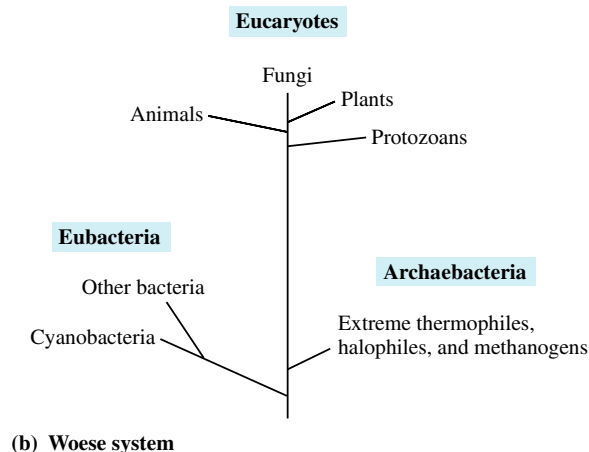 Eucaryotes
Fungi
Plants
Animals
Protozoans
Eubacteria
Archaebacteria
Other bacteria
Cyanobacteria
Extreme thermophiles,
halophiles, and methanogens
(b) Woese system